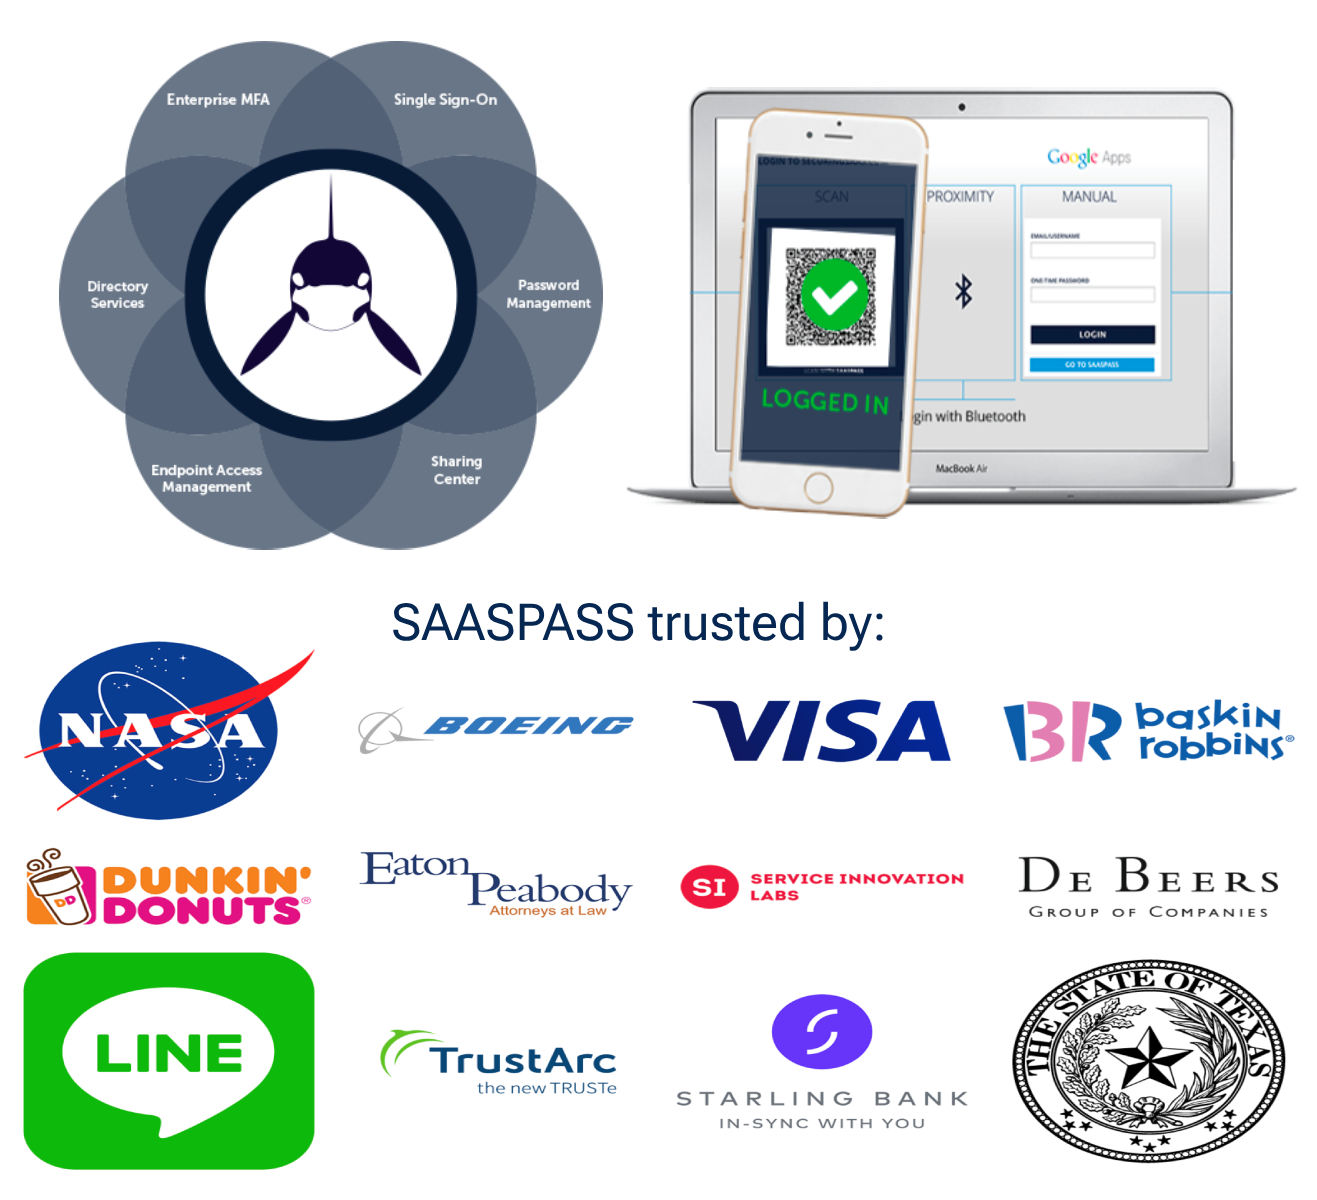 Enterprise MFA
Single Sign-On
Directory
Services
Password
Management
Endpoint Access
Management
Sharing
Center
Google Apps
LOGIN TO
SCAN
PROXIMITY
MANUAL
EMAIL/USERNAME
ONE-TIME PASSWORD
LOGIN
GO TO SAASPASS
LOGGED IN
gin with Bluetooth
MacBook Air
SAASPASS trusted by:
NASA
BOEING
VISA
BR baskin
robbins®
DUNKIN'
DONUTS®
DD
Eaton
Peabody
Attorneys at Law
SI SERVICE INNOVATION
LABS
DE BEERS
GROUP OF COMPANIES
LINE
TrustArc
the new TRUSTe
STARLING BANK
IN-SYNC WITH YOU
THE STATE OF TEXAS